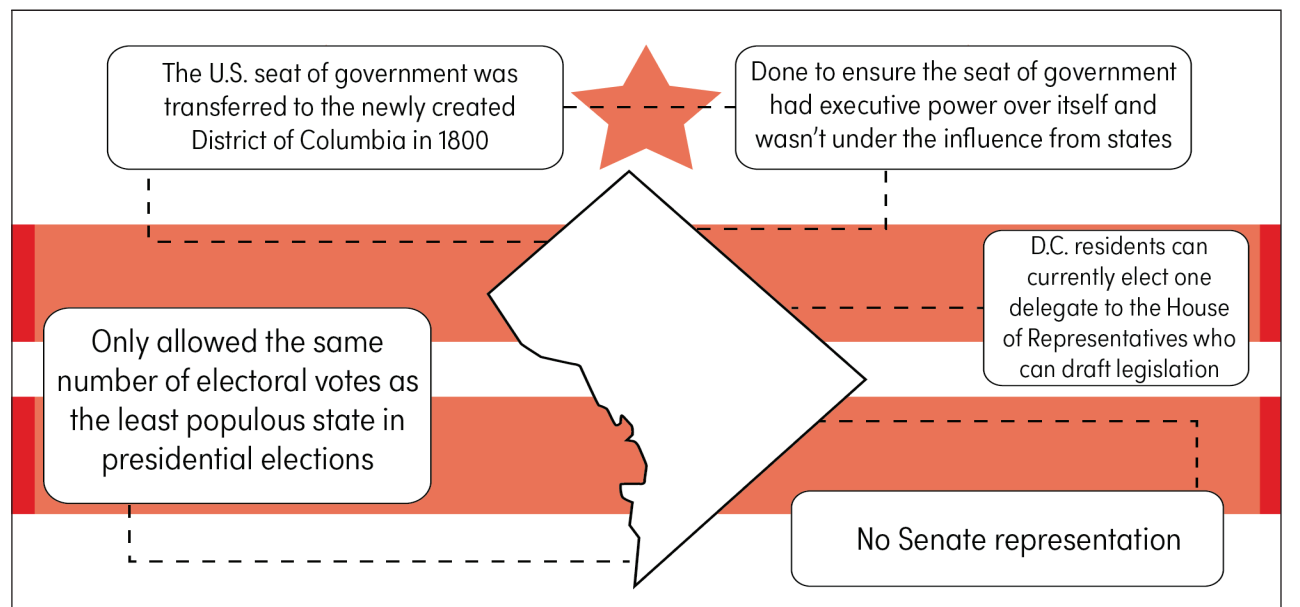 The U.S. seat of government was
transferred to the newly created
District of Columbia in 1800
Done to ensure the seat of government
had executive power over itself and
wasn't under the influence from states
D.C. residents can
currently elect one
delegate to the House
of Representatives who
can draft legislation
Only allowed the same
number of electoral votes as
the least populous state in
presidential elections
No Senate representation